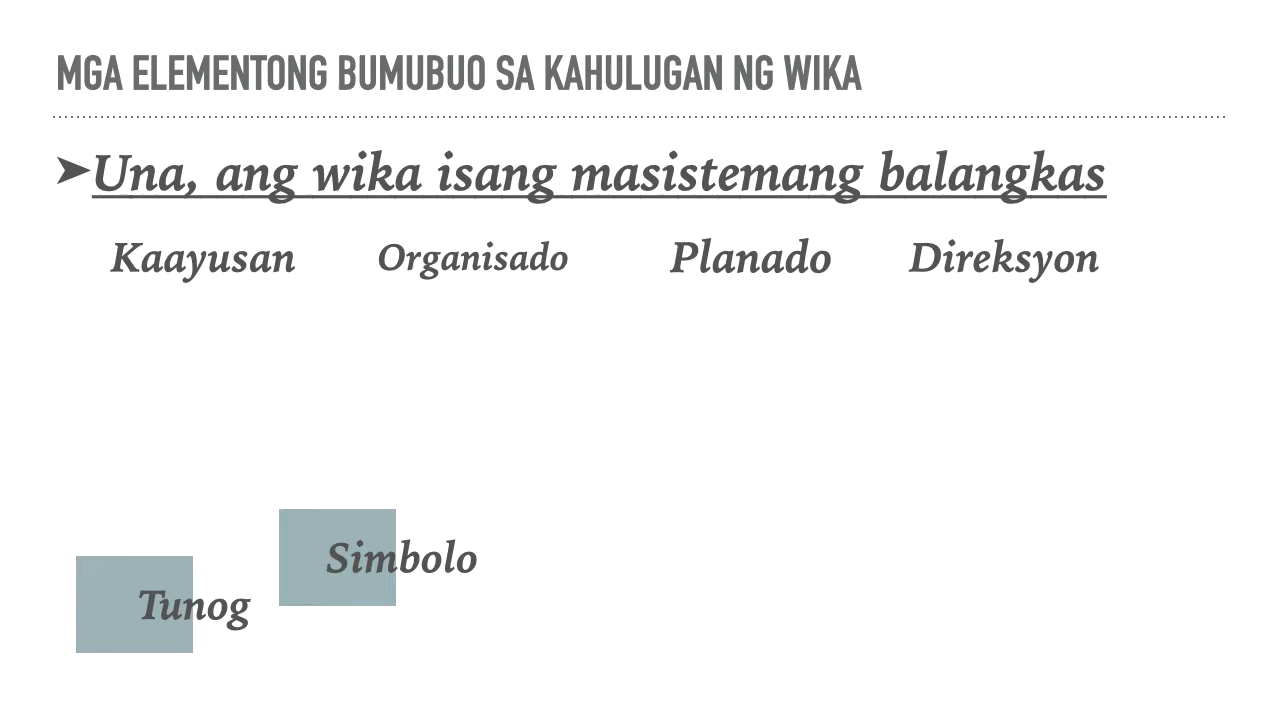 MGA ELEMENTONG BUMUBUO SA KAHULUGAN NG WIKA
➤Una, ang wika isang masistemang balangkas
Kaayusan Organisado Planado Direksyon
Simbolo
Tunog